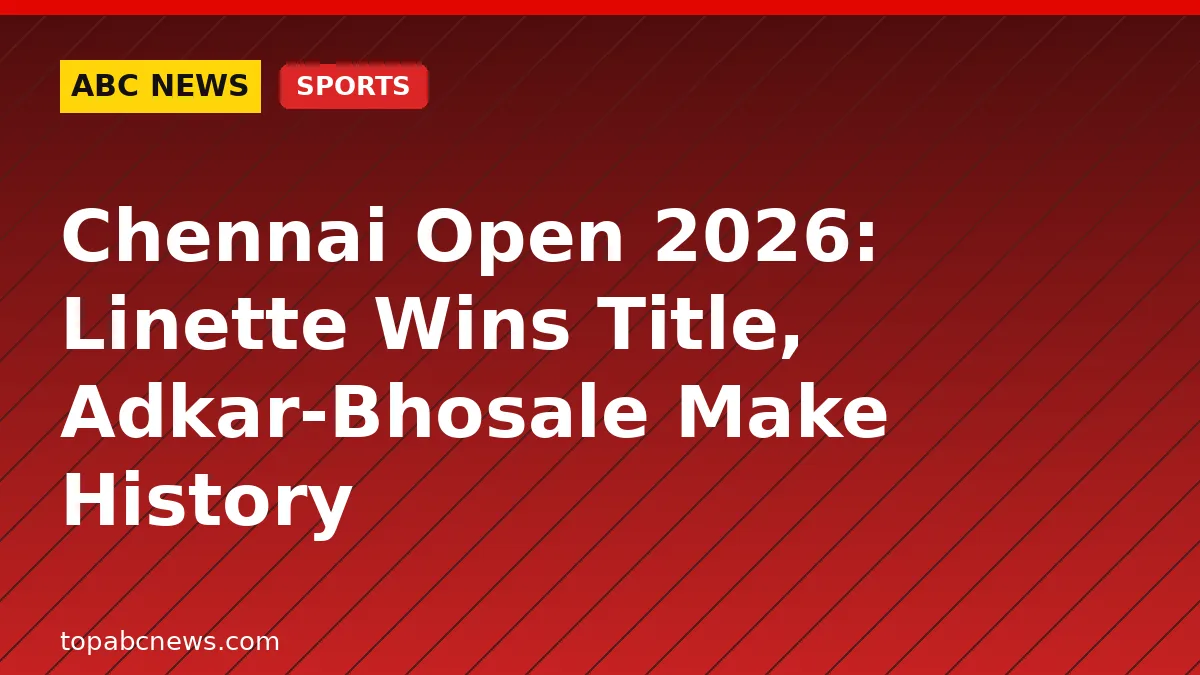 ABC NEWS SPORTS
Chennai Open 2026:
Linette Wins Title,
Adkar-Bhosale Make
History
topabcnews.com